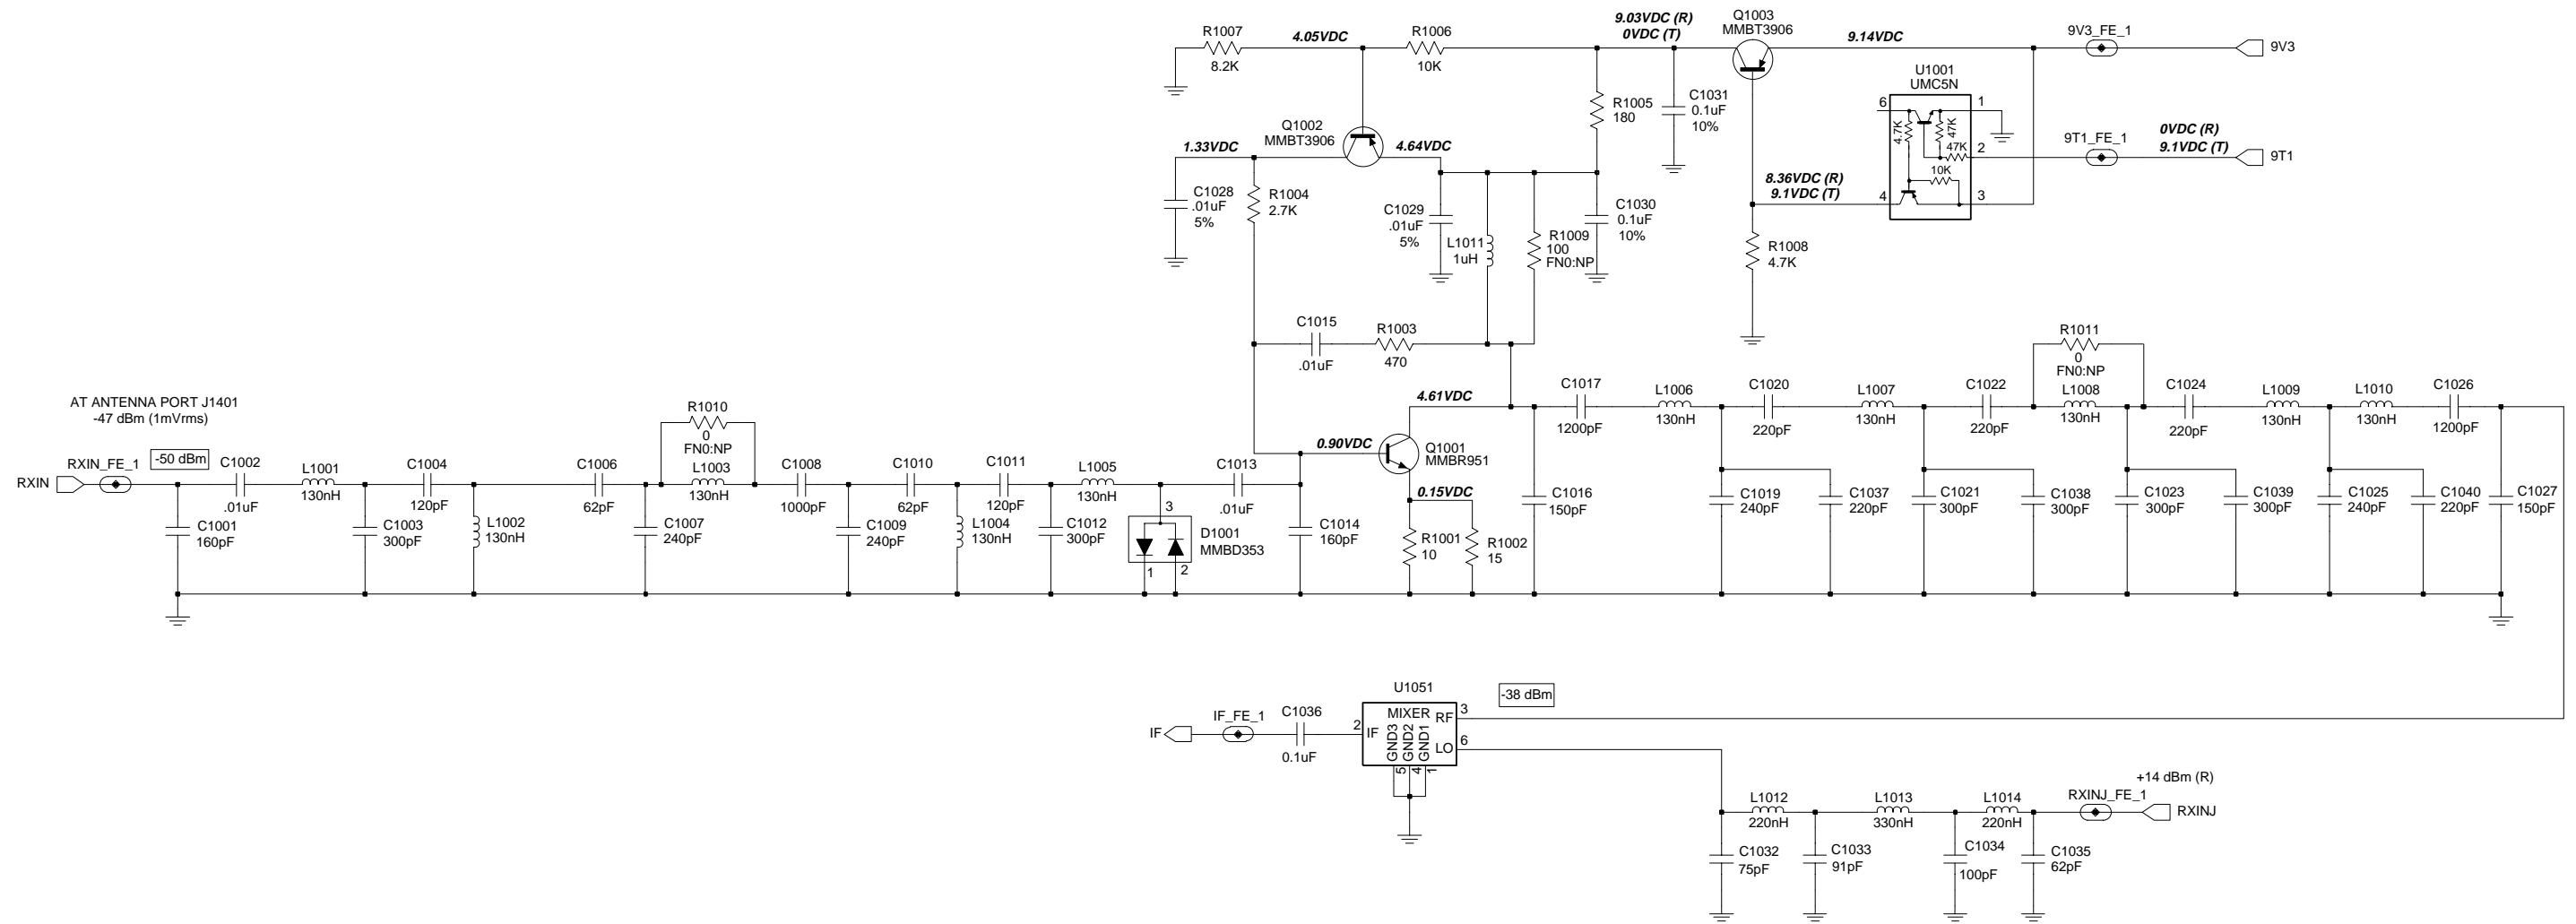 R1007
8.2K
4.05VDC
R1006
10K
9.03VDC (R)
0VDC (T)
Q1003
MMBT3906
9.14VDC
9V3_FE_1
9V3
U1001
UMC5N
6
1
4.7K
47K
47K
2
10K
4
3
9T1_FE_1
0VDC (R)
9.1VDC (T)
9T1
R1005
180
C1031
0.1uF
10%
Q1002
MMBT3906
1.33VDC
4.64VDC
8.36VDC (R)
9.1VDC (T)
C1028
.01uF
5%
R1004
2.7K
C1029
.01uF
5%
L1011
1uH
R1009
100
FN0:NP
C1030
0.1uF
10%
R1008
4.7K
C1015
.01uF
R1003
470
R1011
0
FN0:NP
AT ANTENNA PORT J1401
-47 dBm (1mVrms)
R1010
0
FN0:NP
4.61VDC
C1017
1200pF
L1006
130nH
C1020
220pF
L1007
130nH
C1022
220pF
L1008
130nH
C1024
220pF
L1009
130nH
L1010
130nH
C1026
1200pF
0.90VDC
Q1001
MMBR951
RXIN
RXIN_FE_1
-50 dBm
C1002
.01uF
L1001
130nH
C1004
120pF
C1006
62pF
L1003
130nH
C1008
1000pF
C1010
62pF
C1011
120pF
L1005
130nH
C1013
.01uF
0.15VDC
C1001
160pF
C1003
300pF
L1002
130nH
C1007
240pF
C1009
240pF
L1004
130nH
C1012
300pF
3
D1001
MMBD353
1
2
C1014
160pF
R1001
10
R1002
15
C1016
150pF
C1019
240pF
C1037
220pF
C1021
300pF
C1038
300pF
C1023
300pF
C1039
300pF
C1025
240pF
C1040
220pF
C1027
150pF
U1051
-38 dBm
IF
IF_FE_1
C1036
0.1uF
2
MIXER
IF
RF
LO
GND3
GND2
GND1
3
6
5
4
1
+14 dBm (R)
L1012
220nH
L1013
330nH
L1014
220nH
RXINJ_FE_1
RXINJ
C1032
75pF
C1033
91pF
C1034
100pF
C1035
62pF